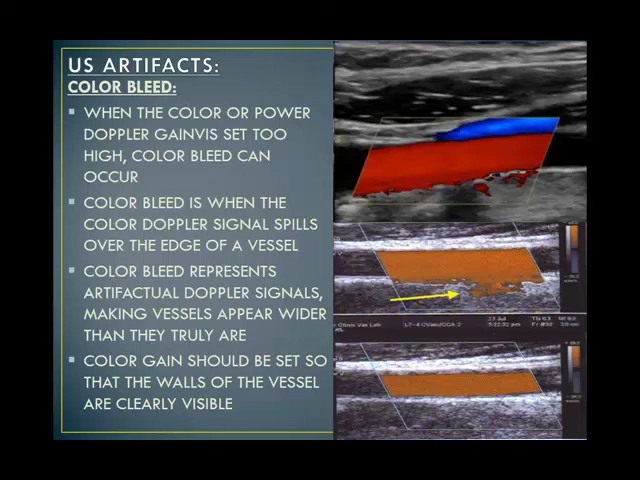 US ARTIFACTS:
COLOR BLEED:
WHEN THE COLOR OR POWER
DOPPLER GAINVIS SET TOO
HIGH, COLOR BLEED CAN
OCCUR
COLOR BLEED IS WHEN THE
COLOR DOPPLER SIGNAL SPILLS
OVER THE EDGE OF A VESSEL
COLOR BLEED REPRESENTS
ARTIFACTUAL DOPPLER SIGNALS,
MAKING VESSELS APPEAR WIDER
THAN THEY TRULY ARE
COLOR GAIN SHOULD BE SET SO
THAT THE WALLS OF THE VESSEL
ARE CLEARLY VISIBLE